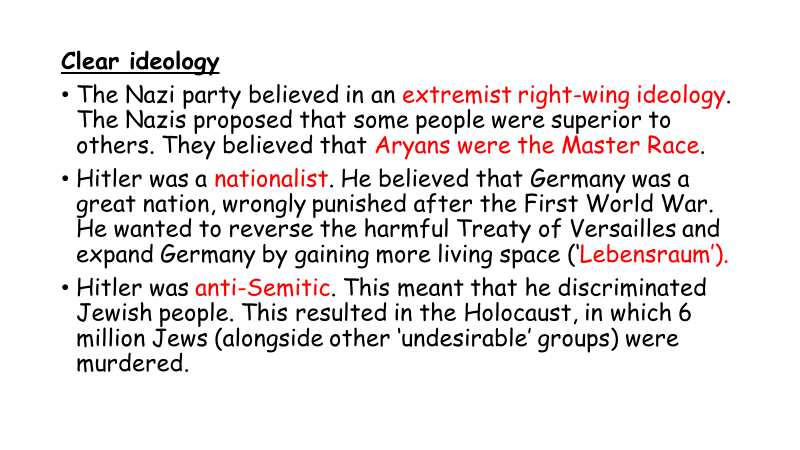 Clear ideology
• The Nazi party believed in an extremist right-wing ideology.
The Nazis proposed that some people were superior to
others. They believed that Aryans were the Master Race.
• Hitler was a nationalist. He believed that Germany was a
great nation, wrongly punished after the First World War.
He wanted to reverse the harmful Treaty of Versailles and
expand Germany by gaining more living space (‘Lebensraum’).
• Hitler was anti-Semitic. This meant that he discriminated
Jewish people. This resulted in the Holocaust, in which 6
million Jews (alongside other ‘undesirable’ groups) were
murdered.